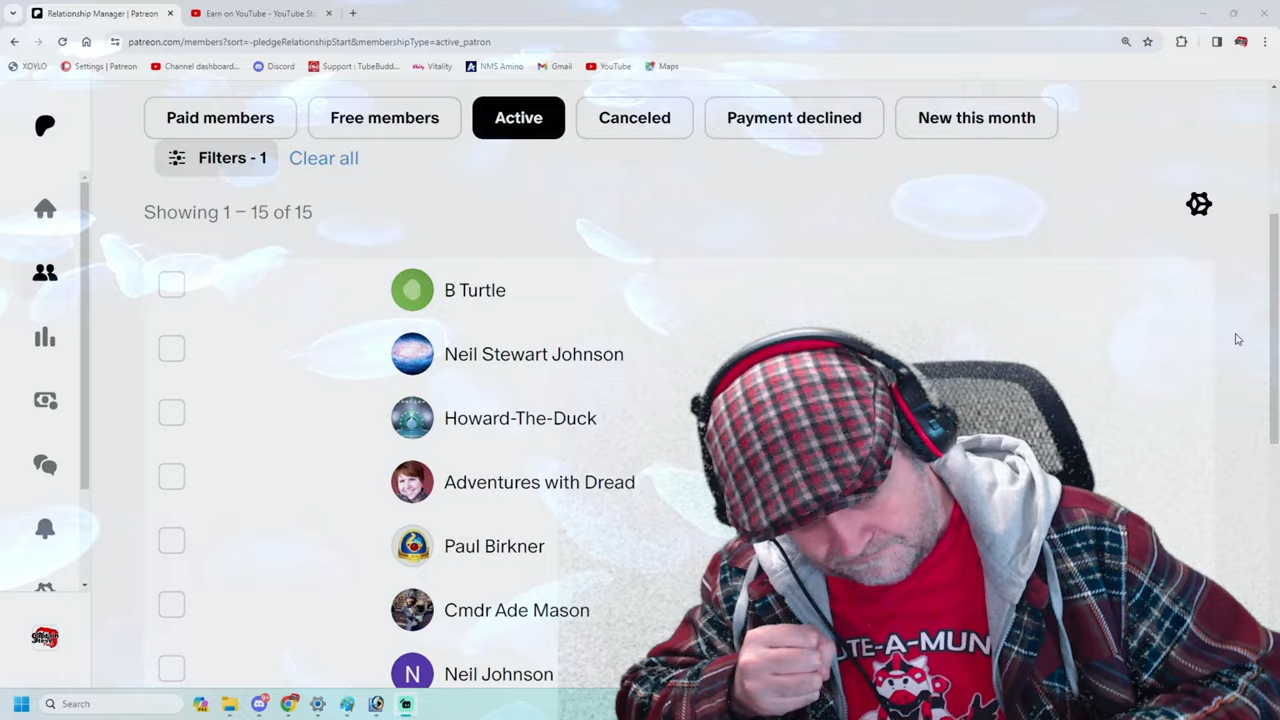 Relationship Manager | Patreon
Earn on YouTube - YouTube St
patreon.com/members?sort=-pledgeRelationshipStart&membershipType=active_patron
XOYLO
Settings | Patreon
Channel dashboard...
Discord
Support : TubeBudd...
Vitality
NMS Amino
Gmail
YouTube
Maps
Paid members
Free members
Active
Canceled
Payment declined
New this month
Filters - 1
Clear all
Showing 1 – 15 of 15
B Turtle
Neil Stewart Johnson
Howard-The-Duck
Adventures with Dread
Paul Birkner
Cmdr Ade Mason
N
Neil Johnson
TE-A-MUN
Search